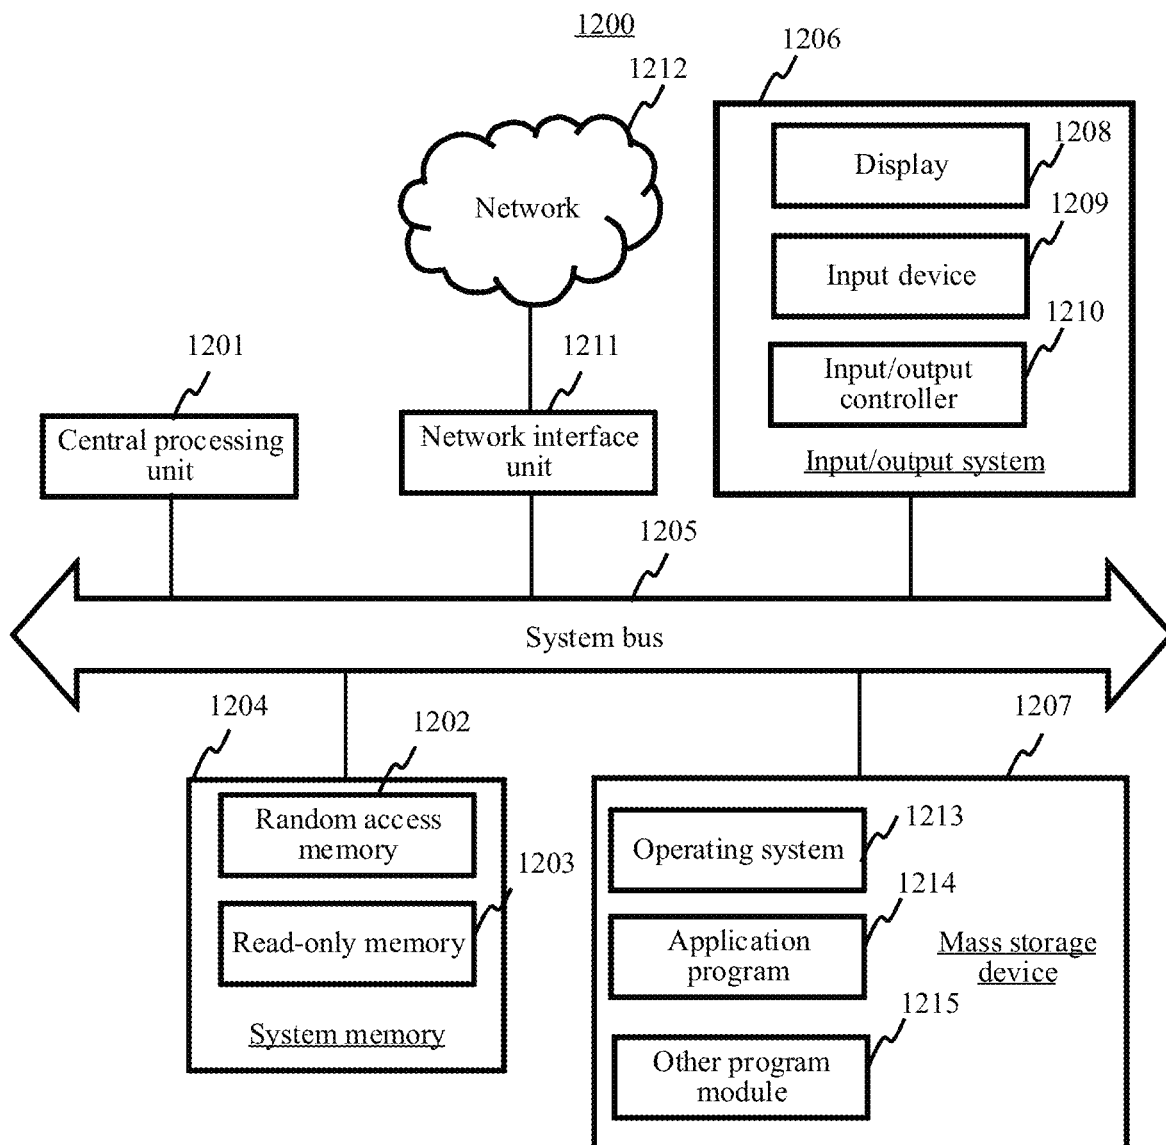 1200
1212
1206
Network
Display
1208
Input device
1209
Input/output
controller
1210
Input/output system
1201
Central processing
unit
1211
Network interface
unit
1205
System bus
1204
1202
Random access
memory
1203
Read-only memory
System memory
1207
Operating system
1213
Application
program
1214
Mass storage
device
Other program
module
1215